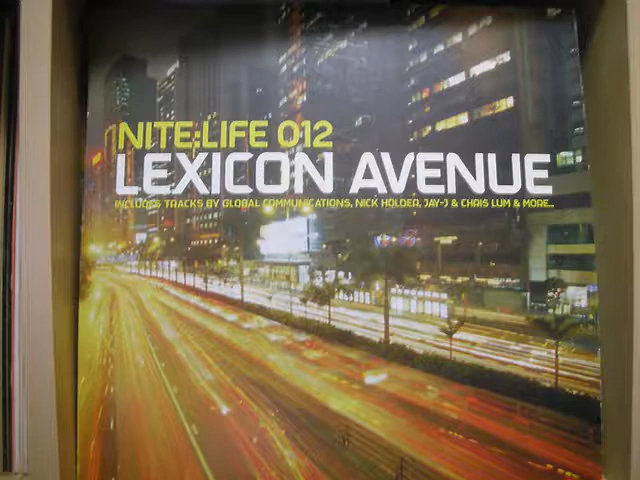 NITE:LIFE 012
LEXICON AVENUE
INCLUDES TRACKS BY GLOBAL COMMUNICATIONS, NICK HOLDER, JAY-J & CHRIS LUM & MORE...